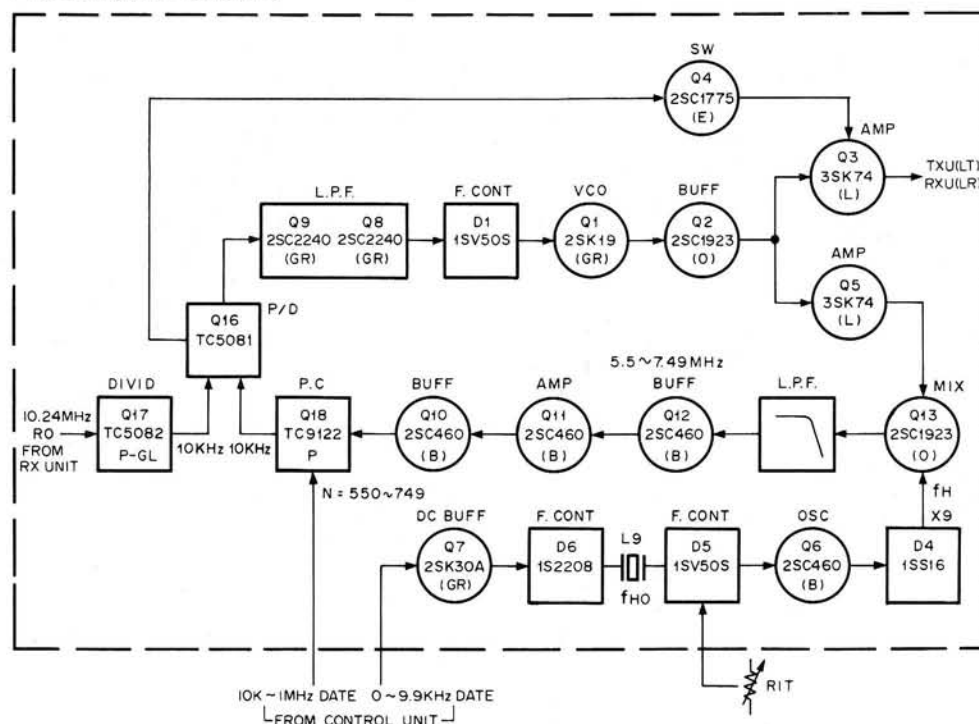 SW
Q4
2SC1775
(E)
AMP
Q3
3SK74
(L)
TXU(LT)
RXU(LR)
L.P.F.
Q9 Q8
2SC2240 2SC2240
(GR) (GR)
F. CONT
D1
1SV50S
VCO
Q1
2SK19
(GR)
BUFF
Q2
2SC1923
(O)
AMP
Q5
3SK74
(L)
P/D
Q16
TC5081
DIVID
Q17
TC5082
P-GL
10.24MHz
RO
FROM
RX UNIT
10KHz
10KHz
P.C
Q18
TC9122
P
BUFF
Q10
2SC460
(B)
AMP
Q11
2SC460
(B)
5.5~7.49MHz
BUFF
Q12
2SC460
(B)
L.P.F.
MIX
Q13
2SC1923
(O)
N = 550~749
fH
X9
DC BUFF
Q7
2SK30A
(GR)
F. CONT
D6
1S2208
L9
fHO
F. CONT
D5
1SV50S
OSC
Q6
2SC460
(B)
D4
1SS16
10K~1MHz DATE 0~9.9KHz DATE
FROM CONTROL UNIT
RIT